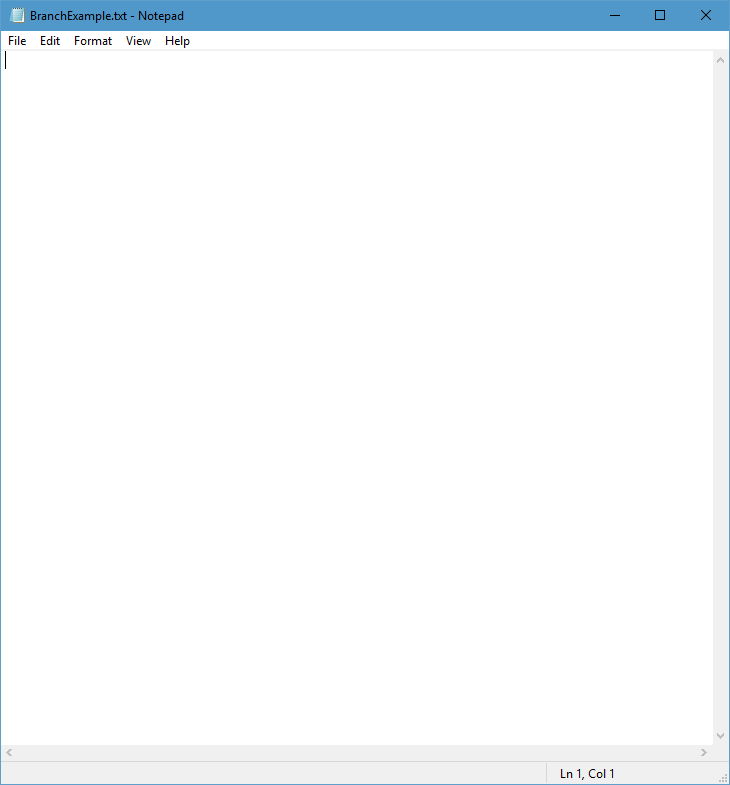 BranchExample.txt - Notepad
File Edit Format View Help
Ln 1, Col 1